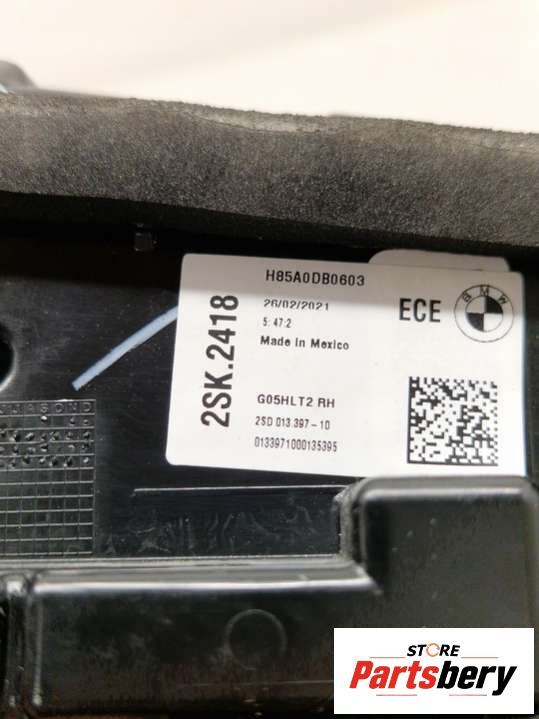 H85A0DB0603
26/02/2021
5:47:2
Made in Mexico
ECE
BMW
2SK.2418
G05HLT2 RH
2SD 013.397-10
0133971000135395
STORE
Partsbery